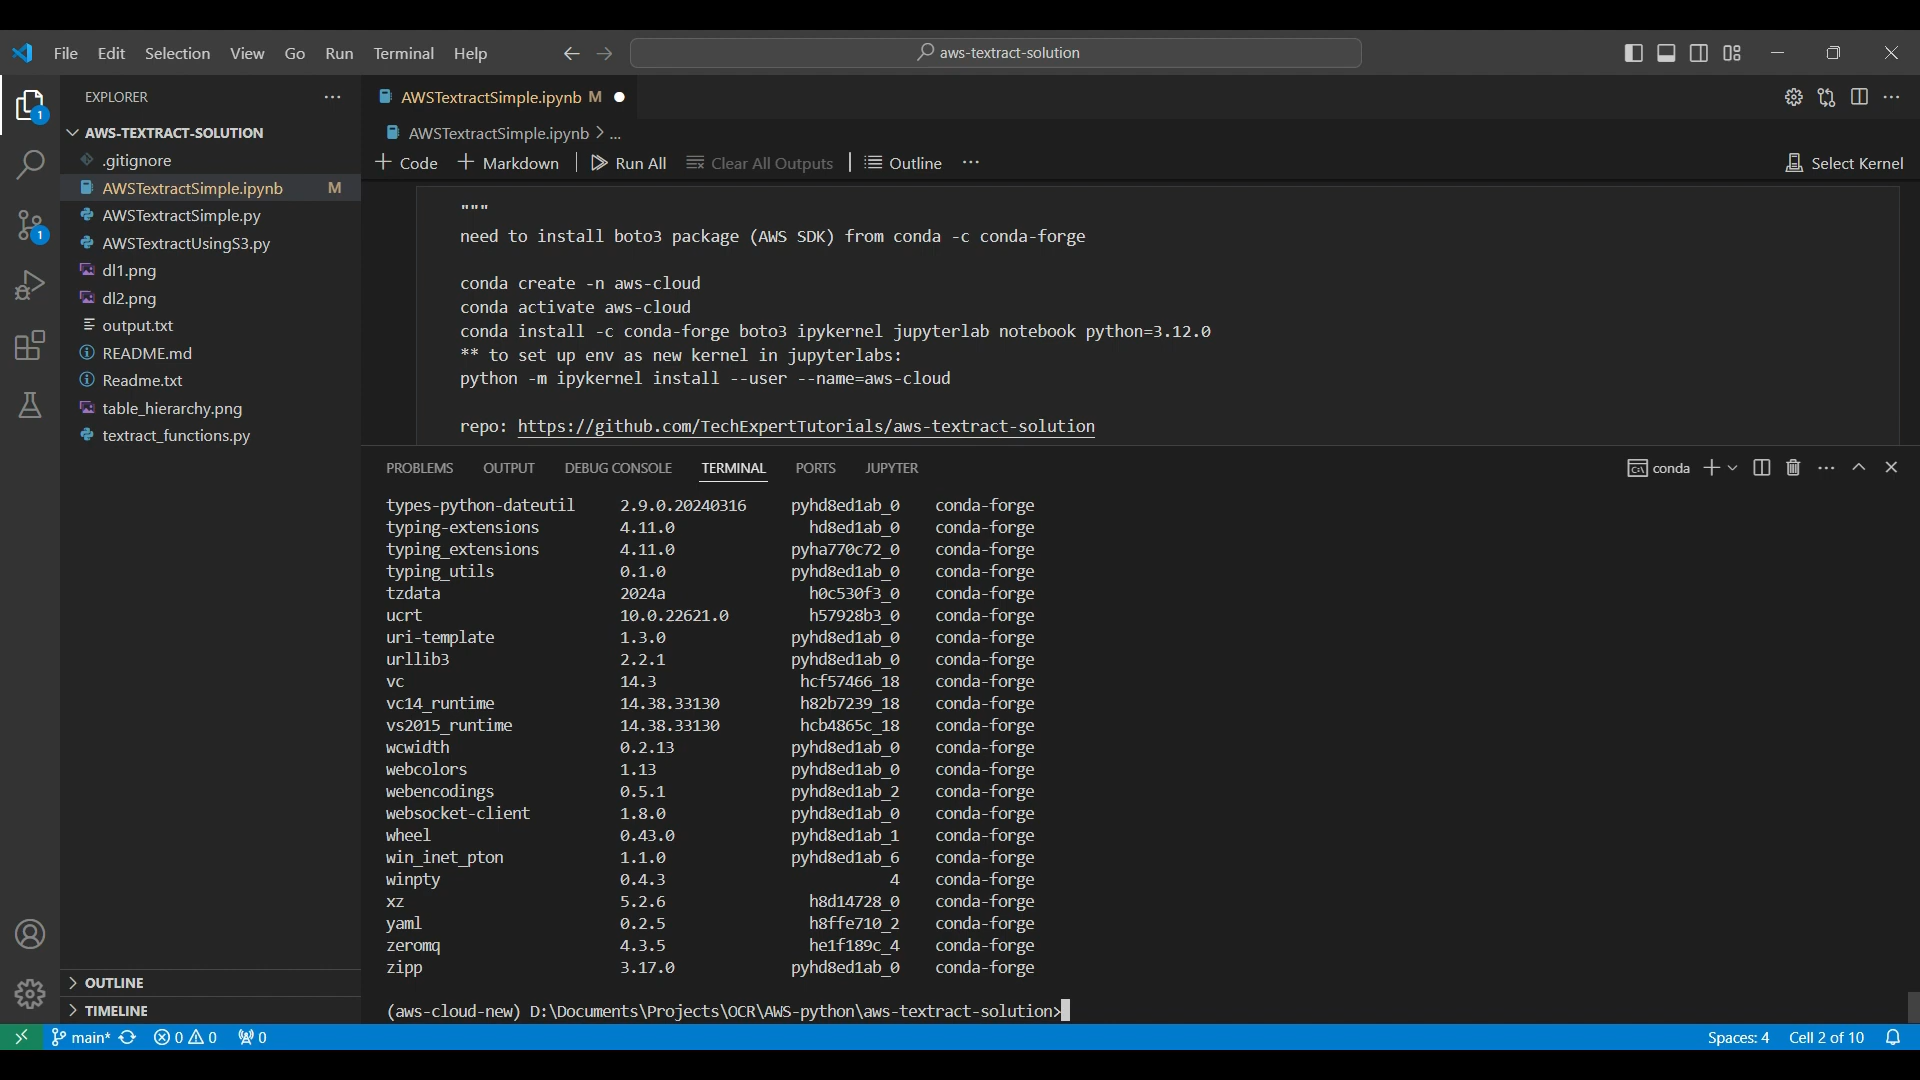 File Edit Selection View Go Run Terminal Help
aws-textract-solution
EXPLORER
AWS-TEXTRACT-SOLUTION
.gitignore
AWSTextractSimple.ipynb M
AWSTextractSimple.py
AWSTextractUsingS3.py
dl1.png
dl2.png
output.txt
README.md
Readme.txt
table_hierarchy.png
textract_functions.py
OUTLINE
TIMELINE
1
1
AWSTextractSimple.ipynb M
AWSTextractSimple.ipynb > ...
+ Code + Markdown Run All Clear All Outputs Outline ... Select Kernel
"""
need to install boto3 package (AWS SDK) from conda -c conda-forge
conda create -n aws-cloud
conda activate aws-cloud
conda install -c conda-forge boto3 ipykernel jupyterlab notebook python=3.12.0
** to set up env as new kernel in jupyterlabs:
python -m ipykernel install --user --name=aws-cloud
repo: https://github.com/TechExpertTutorials/aws-textract-solution
PROBLEMS OUTPUT DEBUG CONSOLE TERMINAL PORTS JUPYTER conda
types-python-dateutil 2.9.0.20240316 pyhd8ed1ab_0 conda-forge
typing-extensions 4.11.0 hd8ed1ab_0 conda-forge
typing_extensions 4.11.0 pyha770c72_0 conda-forge
typing_utils 0.1.0 pyhd8ed1ab_0 conda-forge
tzdata 2024a h0c530f3_0 conda-forge
ucrt 10.0.22621.0 h57928b3_0 conda-forge
uri-template 1.3.0 pyhd8ed1ab_0 conda-forge
urllib3 2.2.1 pyhd8ed1ab_0 conda-forge
vc 14.3 hcf57466_18 conda-forge
vc14_runtime 14.38.33130 h82b7239_18 conda-forge
vs2015_runtime 14.38.33130 hcb4865c_18 conda-forge
wcwidth 0.2.13 pyhd8ed1ab_0 conda-forge
webcolors 1.13 pyhd8ed1ab_0 conda-forge
webencodings 0.5.1 pyhd8ed1ab_2 conda-forge
websocket-client 1.8.0 pyhd8ed1ab_0 conda-forge
wheel 0.43.0 pyhd8ed1ab_1 conda-forge
win_inet_pton 1.1.0 pyhd8ed1ab_6 conda-forge
winpty 0.4.3 4 conda-forge
xz 5.2.6 h8d14728_0 conda-forge
yaml 0.2.5 h8ffe710_2 conda-forge
zeromq 4.3.5 he1f189c_4 conda-forge
zipp 3.17.0 pyhd8ed1ab_0 conda-forge
(aws-cloud-new) D:\Documents\Projects\OCR\AWS-python\aws-textract-solution>
main* 0 0 0 Spaces: 4 Cell 2 of 10